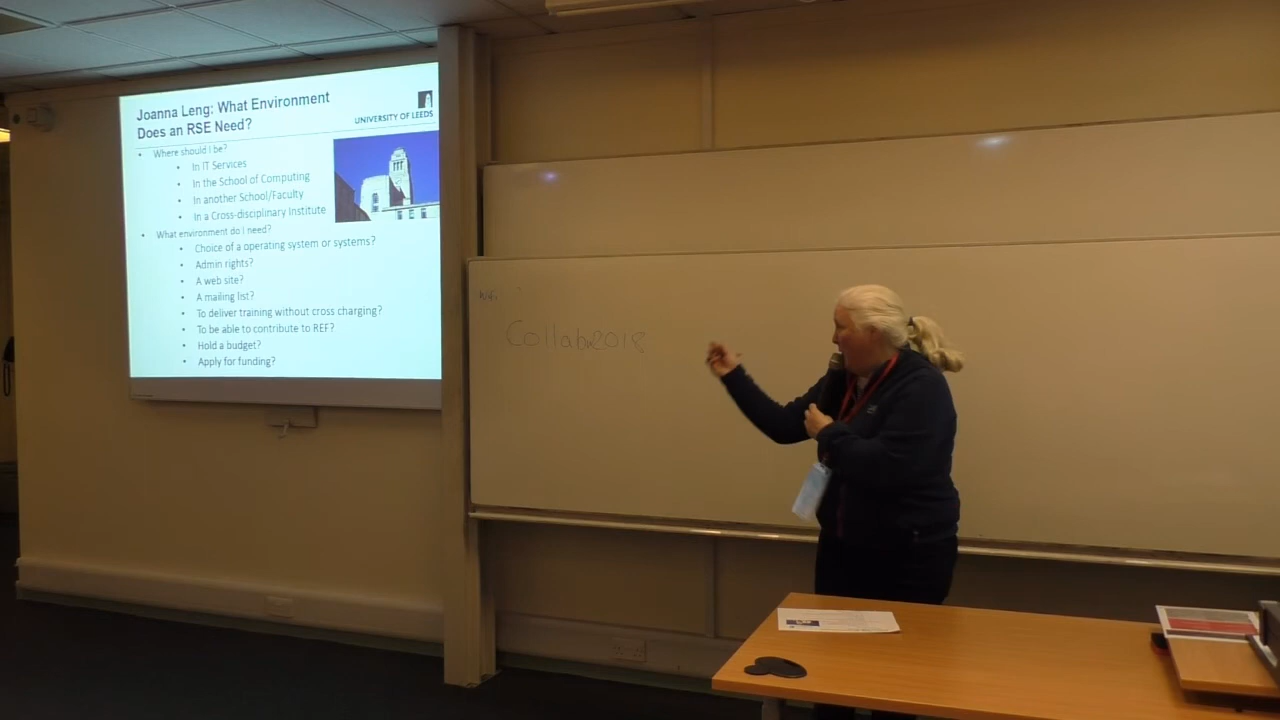 Joanna Leng: What Environment
Does an RSE Need?
UNIVERSITY OF LEEDS
• Where should I be?
• In IT Services
• In the School of Computing
• In another School/Faculty
• In a Cross-disciplinary Institute
• What environment do I need?
• Choice of a operating system or systems?
• Admin rights?
• A web site?
• A mailing list?
• To deliver training without cross charging?
• To be able to contribute to REF?
• Hold a budget?
• Apply for funding?